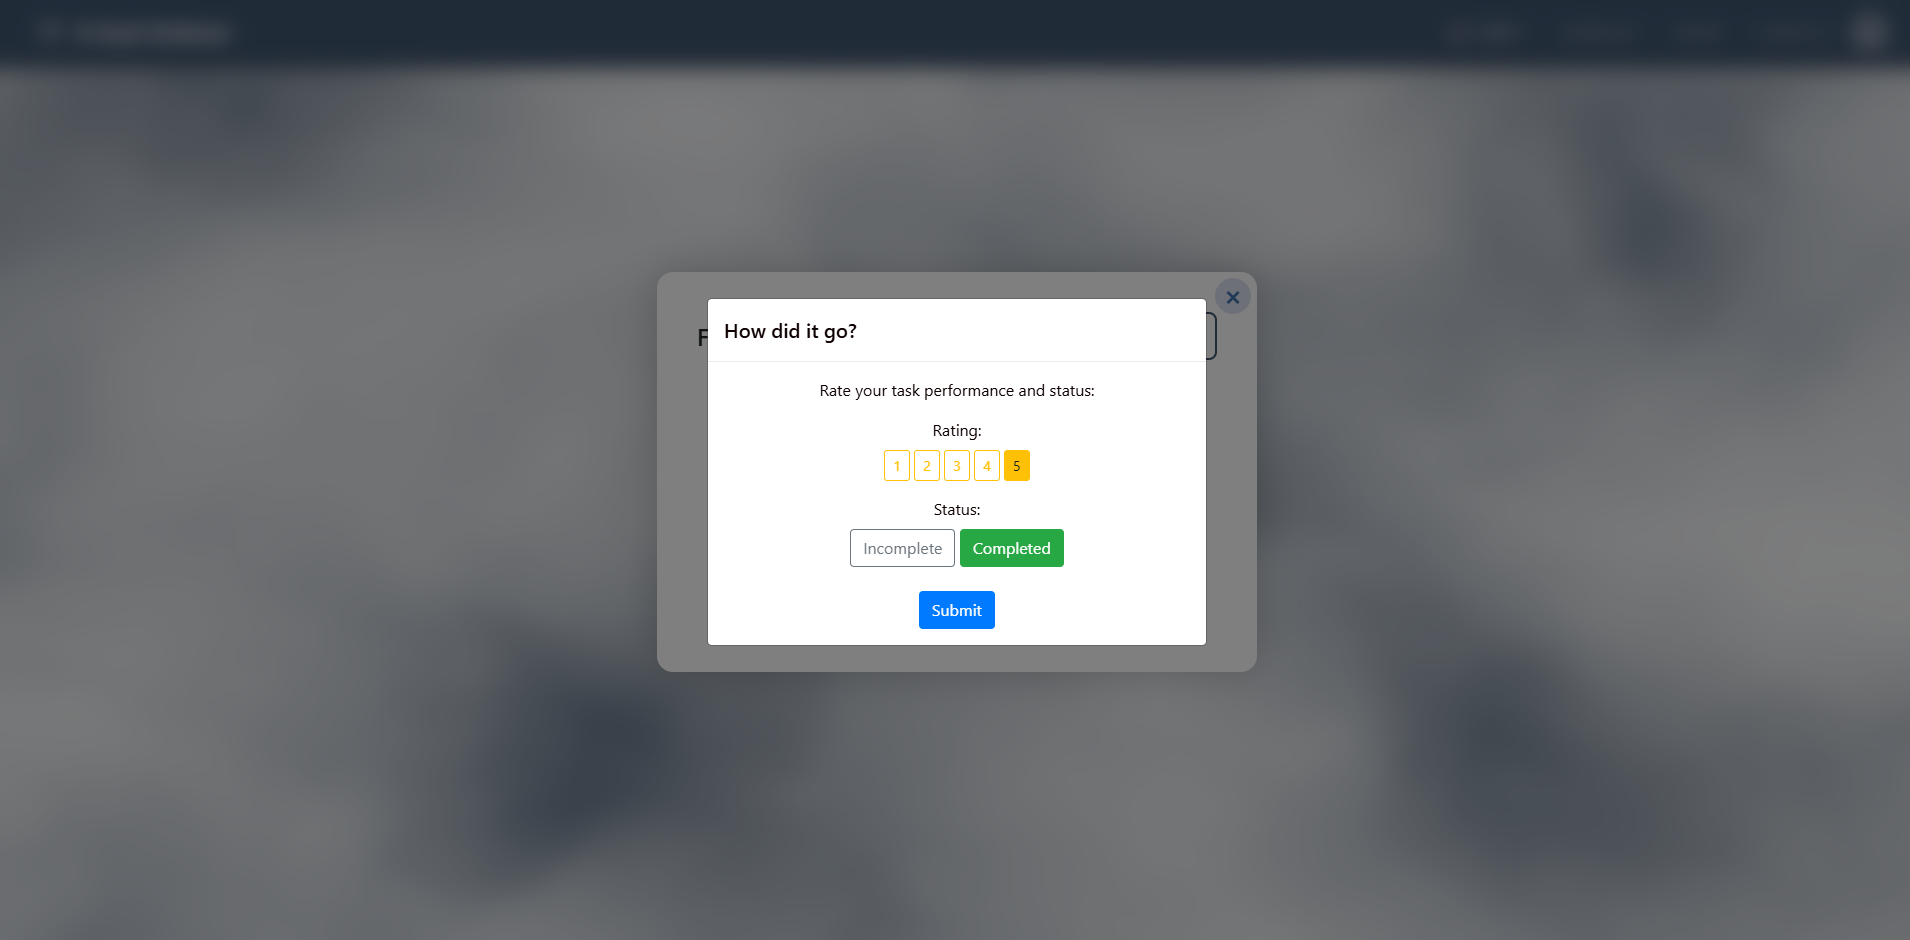 F
How did it go?
Rate your task performance and status:
Rating:
1 2 3 4 5
Status:
Incomplete Completed
Submit